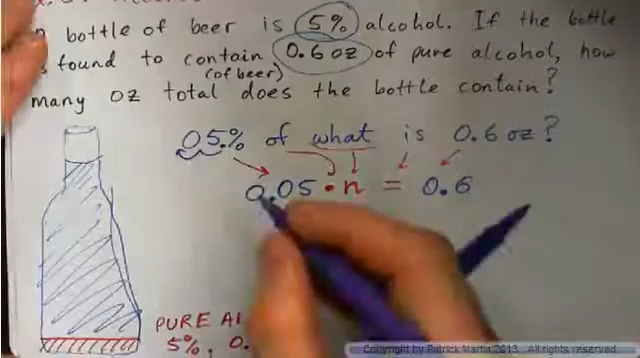 bottle of beer is 5% alcohol. If the bottle
found to contain 0.6 oz of pure alcohol, how
(of beer)
many oz total does the bottle contain?
05.% of what is 0.6 oz?
0.05 • n = 0.6
PURE
5%, 0.
Copyright by Patrick Martin 2013. All rights reserved.